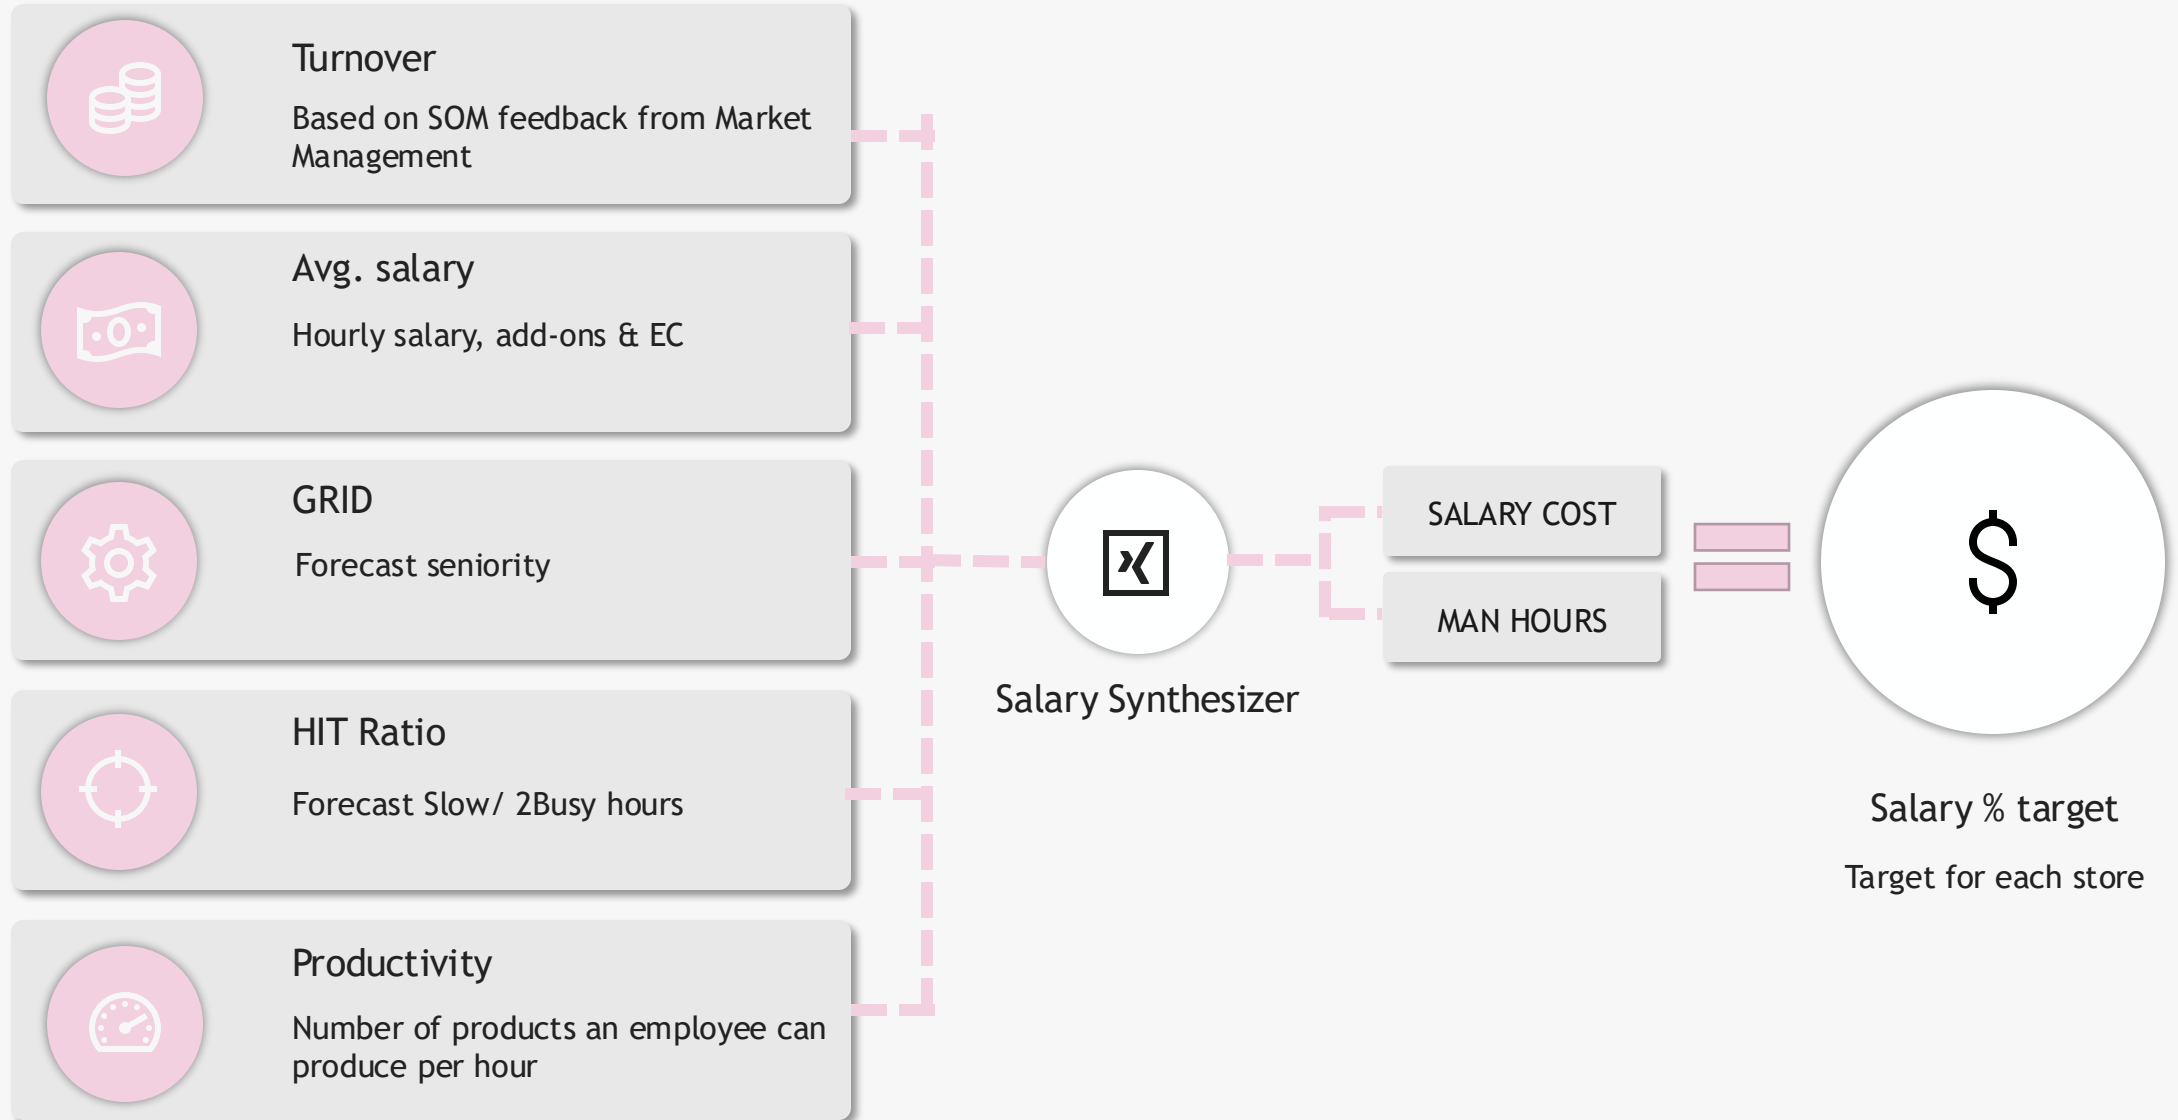 Turnover
Based on SOM feedback from Market
Management
Avg. salary
Hourly salary, add-ons & EC
GRID
Forecast seniority
HIT Ratio
Forecast Slow/ 2Busy hours
Productivity
Number of products an employee can
produce per hour
Salary Synthesizer
SALARY COST
MAN HOURS
Salary % target
Target for each store